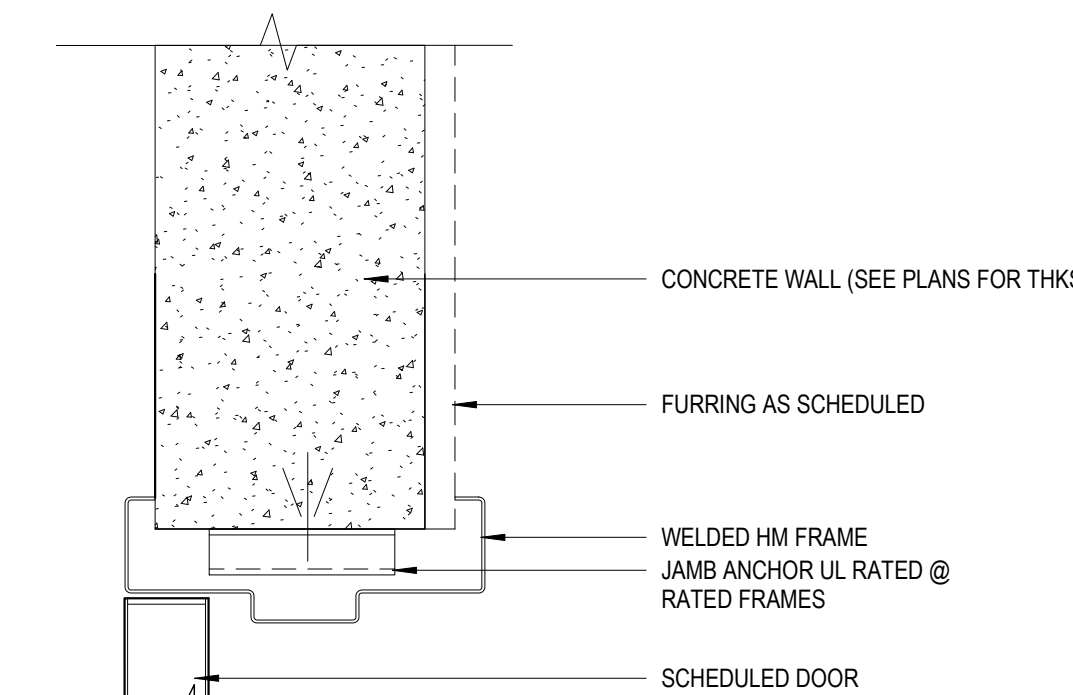 CONCRETE WALL (SEE PLANS FOR THKS
FURRING AS SCHEDULED
WELDED HM FRAME
JAMB ANCHOR UL RATED @
RATED FRAMES
SCHEDULED DOOR